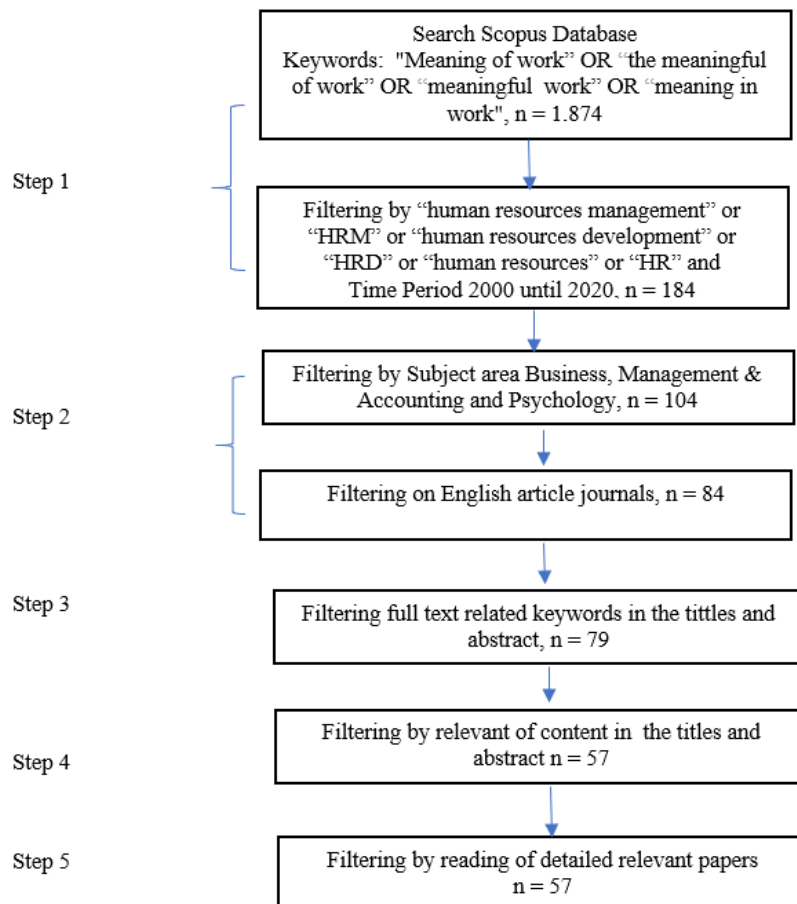 Search Scopus Database
Keywords: "Meaning of work” OR “the meaningful
of work” OR “meaningful work” OR “meaning in
work", n = 1.874
Step 1
Filtering by “human resources management” or
“HRM” or “human resources development” or
“HRD” or “human resources” or “HR” and
Time Period 2000 until 2020, n = 184
Filtering by Subject area Business, Management &
Accounting and Psychology, n = 104
Step 2
Filtering on English article journals, n = 84
Step 3
Filtering full text related keywords in the tittles and
abstract, n = 79
Filtering by relevant of content in the titles and
abstract n = 57
Step 4
Filtering by reading of detailed relevant papers
n = 57
Step 5